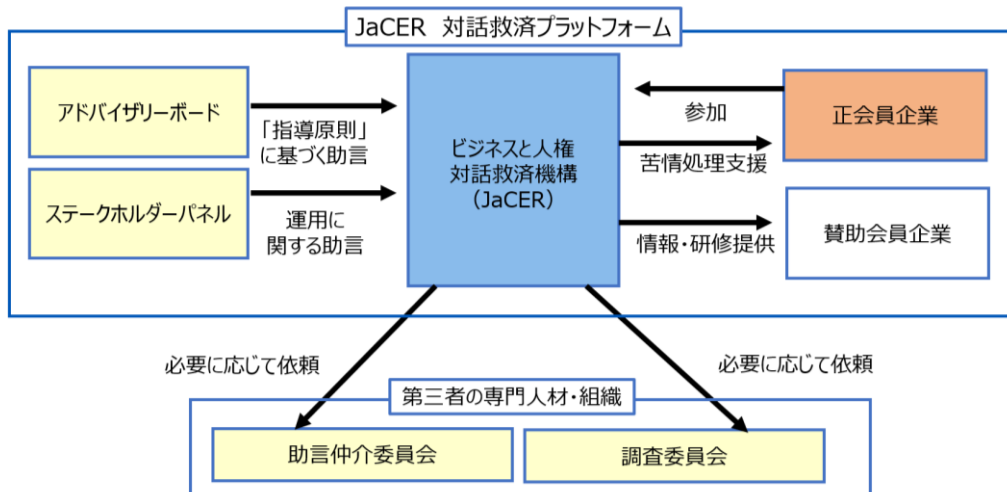 JaCER 対話救済プラットフォーム
アドバイザリーボード
「指導原則」
に基づく助言
ステークホルダーパネル
運用に
関する助言
ビジネスと人権
対話救済機構
（JaCER）
参加
正会員企業
苦情処理支援
情報・研修提供
賛助会員企業
必要に応じて依頼
必要に応じて依頼
第三者の専門人材・組織
助言仲介委員会
調査委員会